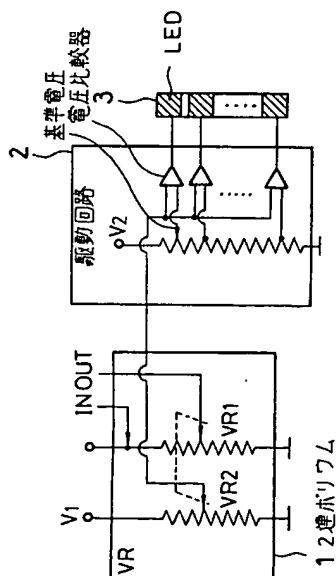 2
基準電圧
電圧比較器
3
LED
駆動回路
V2
INOUT
V1
VR
VR1
VR2
1 2連ボリウム